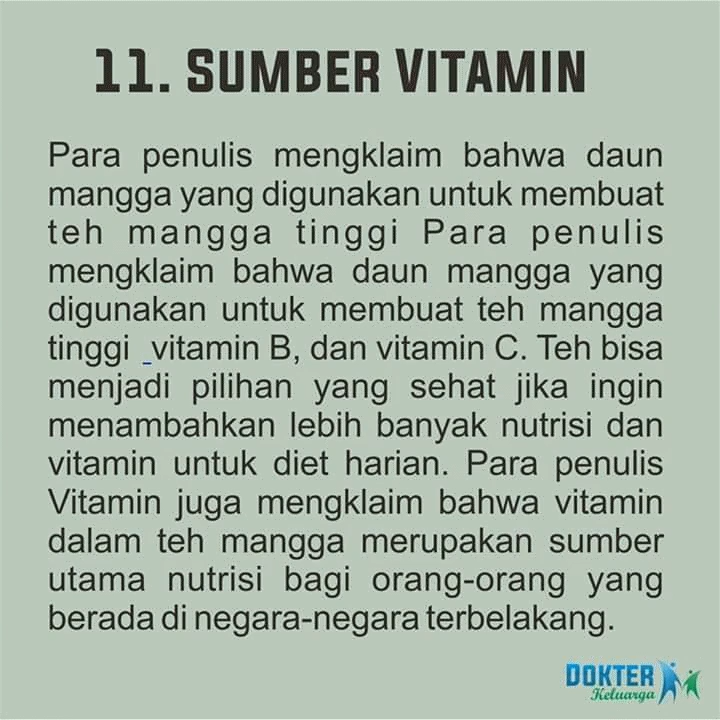 11. SUMBER VITAMIN
Para penulis mengklaim bahwa daun
mangga yang digunakan untuk membuat
teh mangga tinggi Para penulis
mengklaim bahwa daun mangga yang
digunakan untuk membuat teh mangga
tinggi _vitamin B, dan vitamin C. Teh bisa
menjadi pilihan yang sehat jika ingin
menambahkan lebih banyak nutrisi dan
vitamin untuk diet harian. Para penulis
Vitamin juga mengklaim bahwa vitamin
dalam teh mangga merupakan sumber
utama nutrisi bagi orang-orang yang
berada di negara-negara terbelakang.
DOKTER
Keluarga